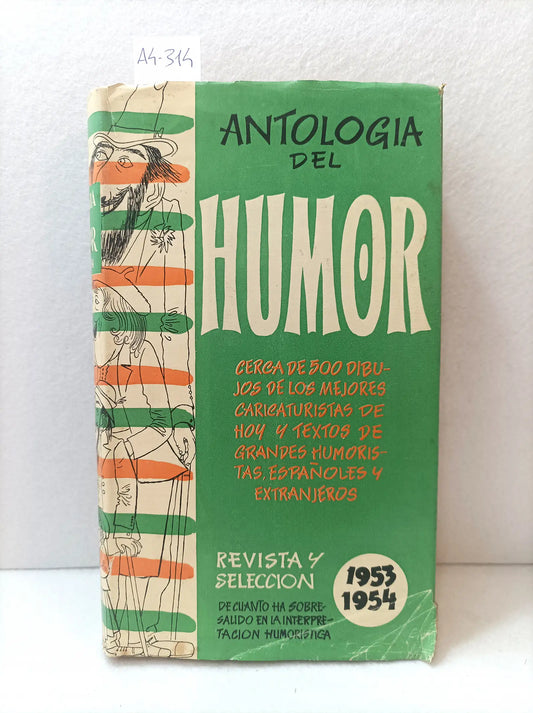 A4-314
ANTOLOGIA
DEL
HUMOR
CERCA DE 500 DIBU-
JOS DE LOS MEJORES
CARICATURISTAS DE
HOY Y TEXTOS DE
GRANDES HUMORIS-
TAS, ESPAÑOLES Y
EXTRANJEROS
REVISTA Y
SELECCION
1953
1954
DE CUANTO HA SOBRE-
SALIDO EN LA INTERPRE-
TACION HUMORISTICA